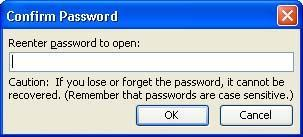 Confirm Password
Reenter password to open:
Caution:  If you lose or forget the password, it cannot be
recovered. (Remember that passwords are case sensitive.)
OK
Cancel